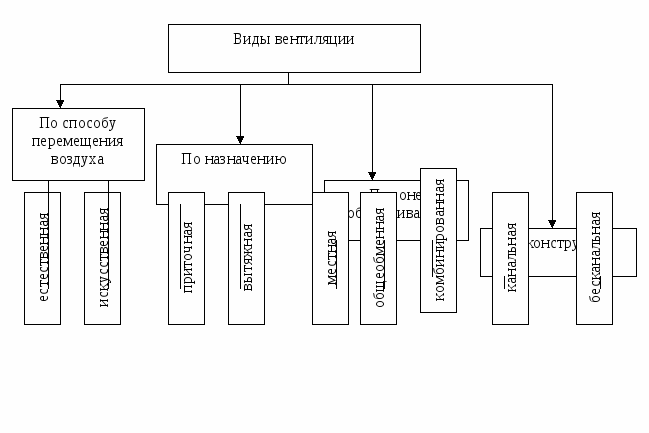 Виды вентиляции
По способу
перемещения
воздуха
По назначению
естественная
искусственная
приточная
вытяжная
местная
общеобменная
комбинированная
канальная
бесканальная